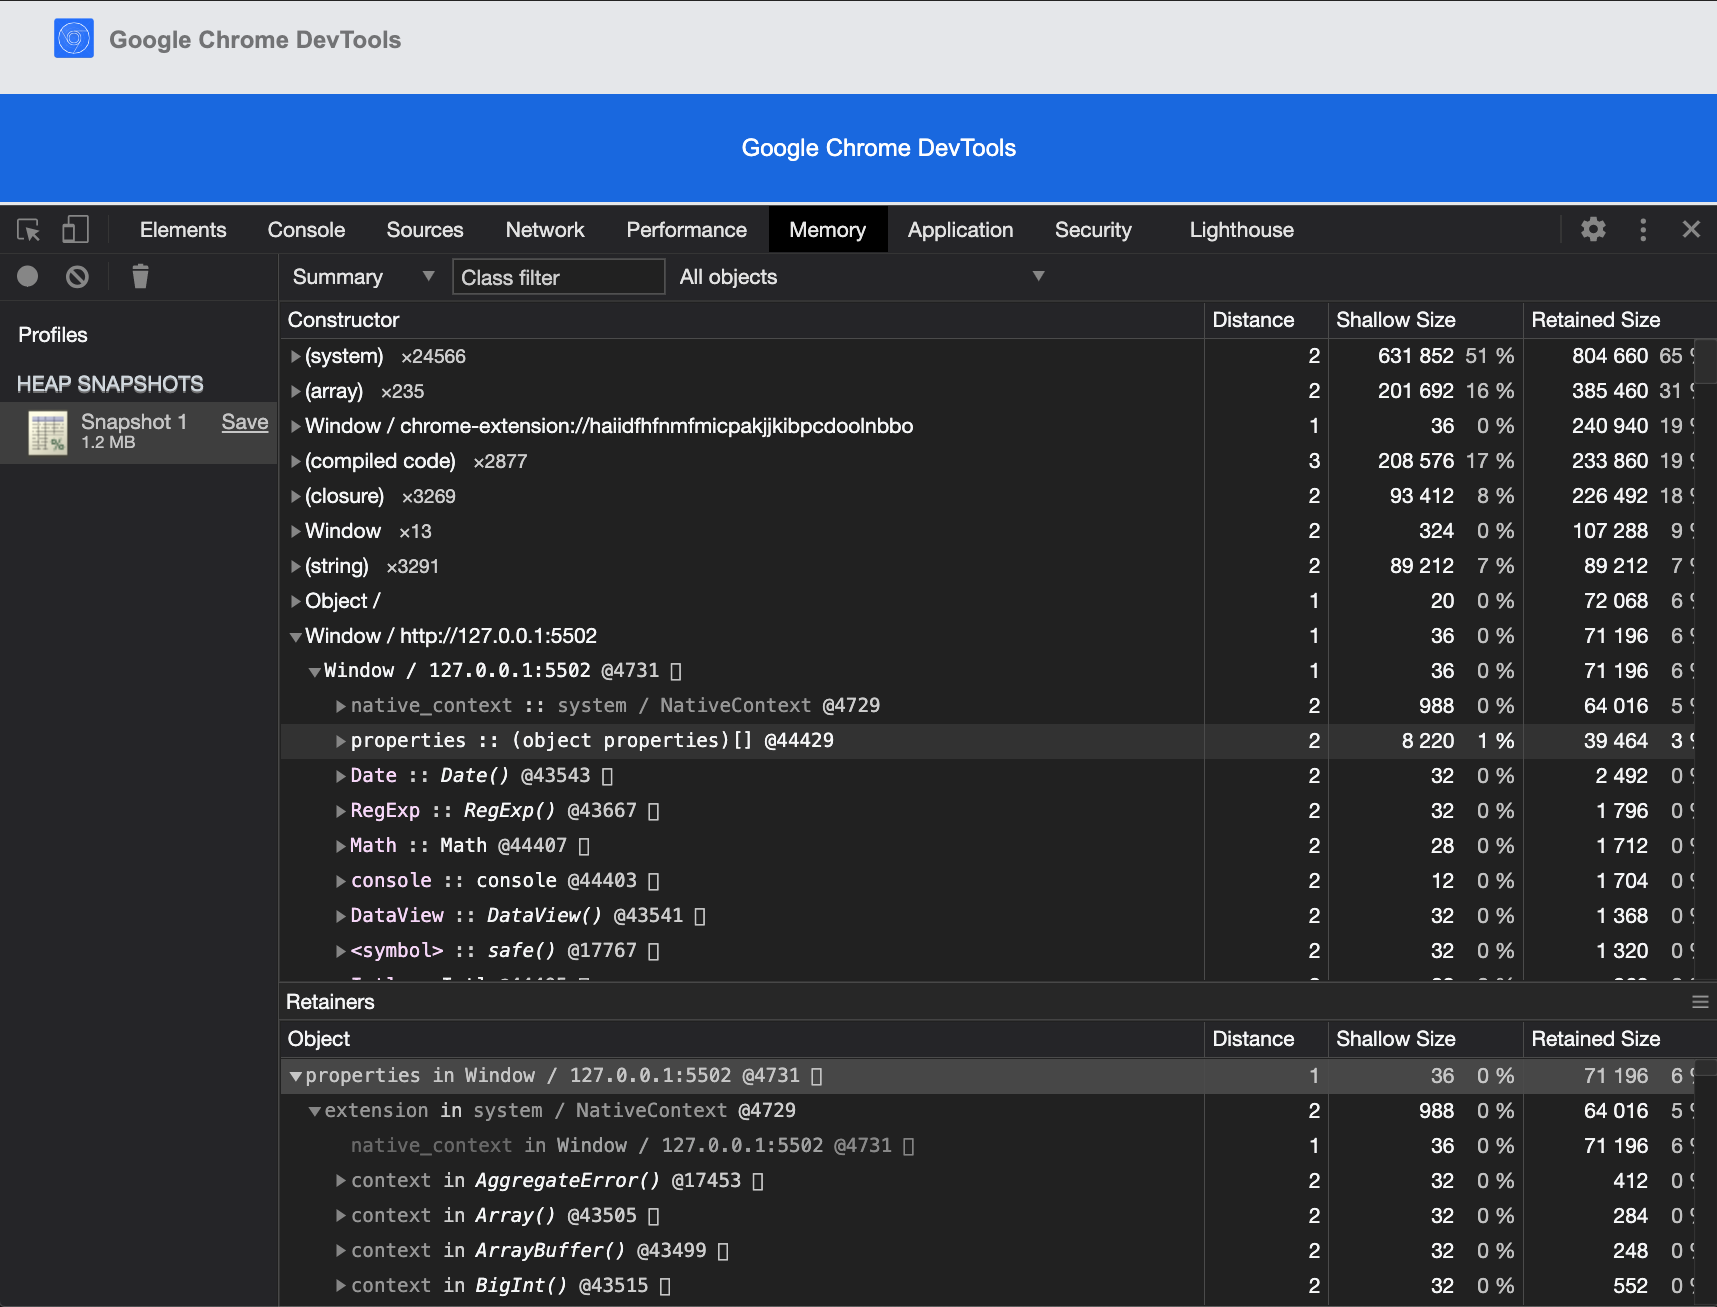 Google Chrome DevTools
Google Chrome DevTools
Elements Console Sources Network Performance Memory Application Security Lighthouse
Summary Class filter All objects
Profiles
HEAP SNAPSHOTS
Snapshot 1 Save
1.2 MB
Constructor Distance Shallow Size Retained Size
(system) ×24566 2 631 852 51 % 804 660 65
(array) ×235 2 201 692 16 % 385 460 31
Window / chrome-extension://haiidfhfnmfmicpakjjkibpcdoolnbbo 1 36 0 % 240 940 19
(compiled code) ×2877 3 208 576 17 % 233 860 19
(closure) ×3269 2 93 412 8 % 226 492 18
Window ×13 2 324 0 % 107 288 9
(string) ×3291 2 89 212 7 % 89 212 7
Object / 1 20 0 % 72 068 6
Window / http://127.0.0.1:5502 1 36 0 % 71 196 6
Window / 127.0.0.1:5502 @4731 1 36 0 % 71 196 6
native_context :: system / NativeContext @4729 2 988 0 % 64 016 5
properties :: (object properties)[] @44429 2 8 220 1 % 39 464 3
Date :: Date() @43543 2 32 0 % 2 492 0
RegExp :: RegExp() @43667 2 32 0 % 1 796 0
Math :: Math @44407 2 28 0 % 1 712 0
console :: console @44403 2 12 0 % 1 704 0
DataView :: DataView() @43541 2 32 0 % 1 368 0
<symbol> :: safe() @17767 2 32 0 % 1 320 0
Retainers
Object Distance Shallow Size Retained Size
properties in Window / 127.0.0.1:5502 @4731 1 36 0 % 71 196 6
extension in system / NativeContext @4729 2 988 0 % 64 016 5
native_context in Window / 127.0.0.1:5502 @4731 1 36 0 % 71 196 6
context in AggregateError() @17453 2 32 0 % 412 0
context in Array() @43505 2 32 0 % 284 0
context in ArrayBuffer() @43499 2 32 0 % 248 0
context in BigInt() @43515 2 32 0 % 552 0